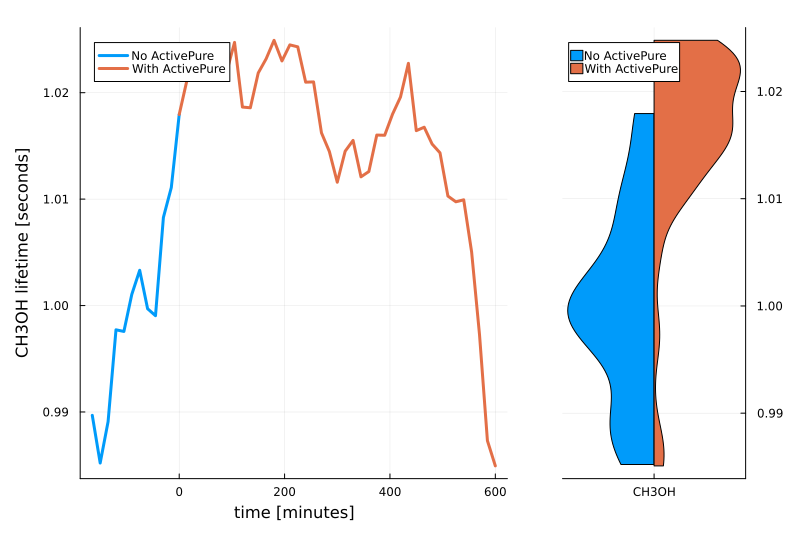 No ActivePure
With ActivePure
1.02
1.01
1.00
0.99
CH3OH lifetime [seconds]
0
200
400
600
time [minutes]
No ActivePure
With ActivePure
1.02
1.01
1.00
0.99
CH3OH